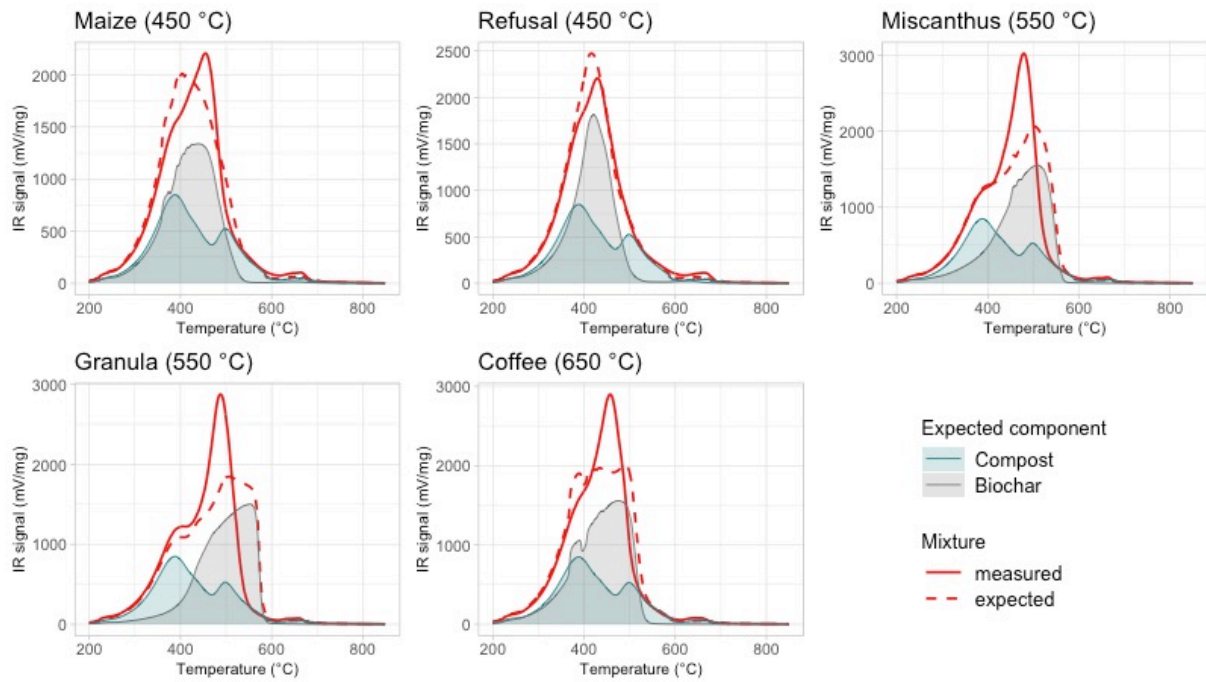 Maize (450 °C)
Refusal (450 °C)
Miscanthus (550 °C)
IR signal (mV/mg)
2000
1500
1000
500
0
200
400
600
800
Temperature (°C)
IR signal (mV/mg)
2500
2000
1500
1000
500
0
200
400
600
800
Temperature (°C)
IR signal (mV/mg)
3000
2000
1000
0
200
400
600
800
Temperature (°C)
Granula (550 °C)
Coffee (650 °C)
IR signal (mV/mg)
3000
2000
1000
0
200
400
600
800
Temperature (°C)
IR signal (mV/mg)
3000
2000
1000
0
200
400
600
800
Temperature (°C)
Expected component
Compost
Biochar
Mixture
measured
expected